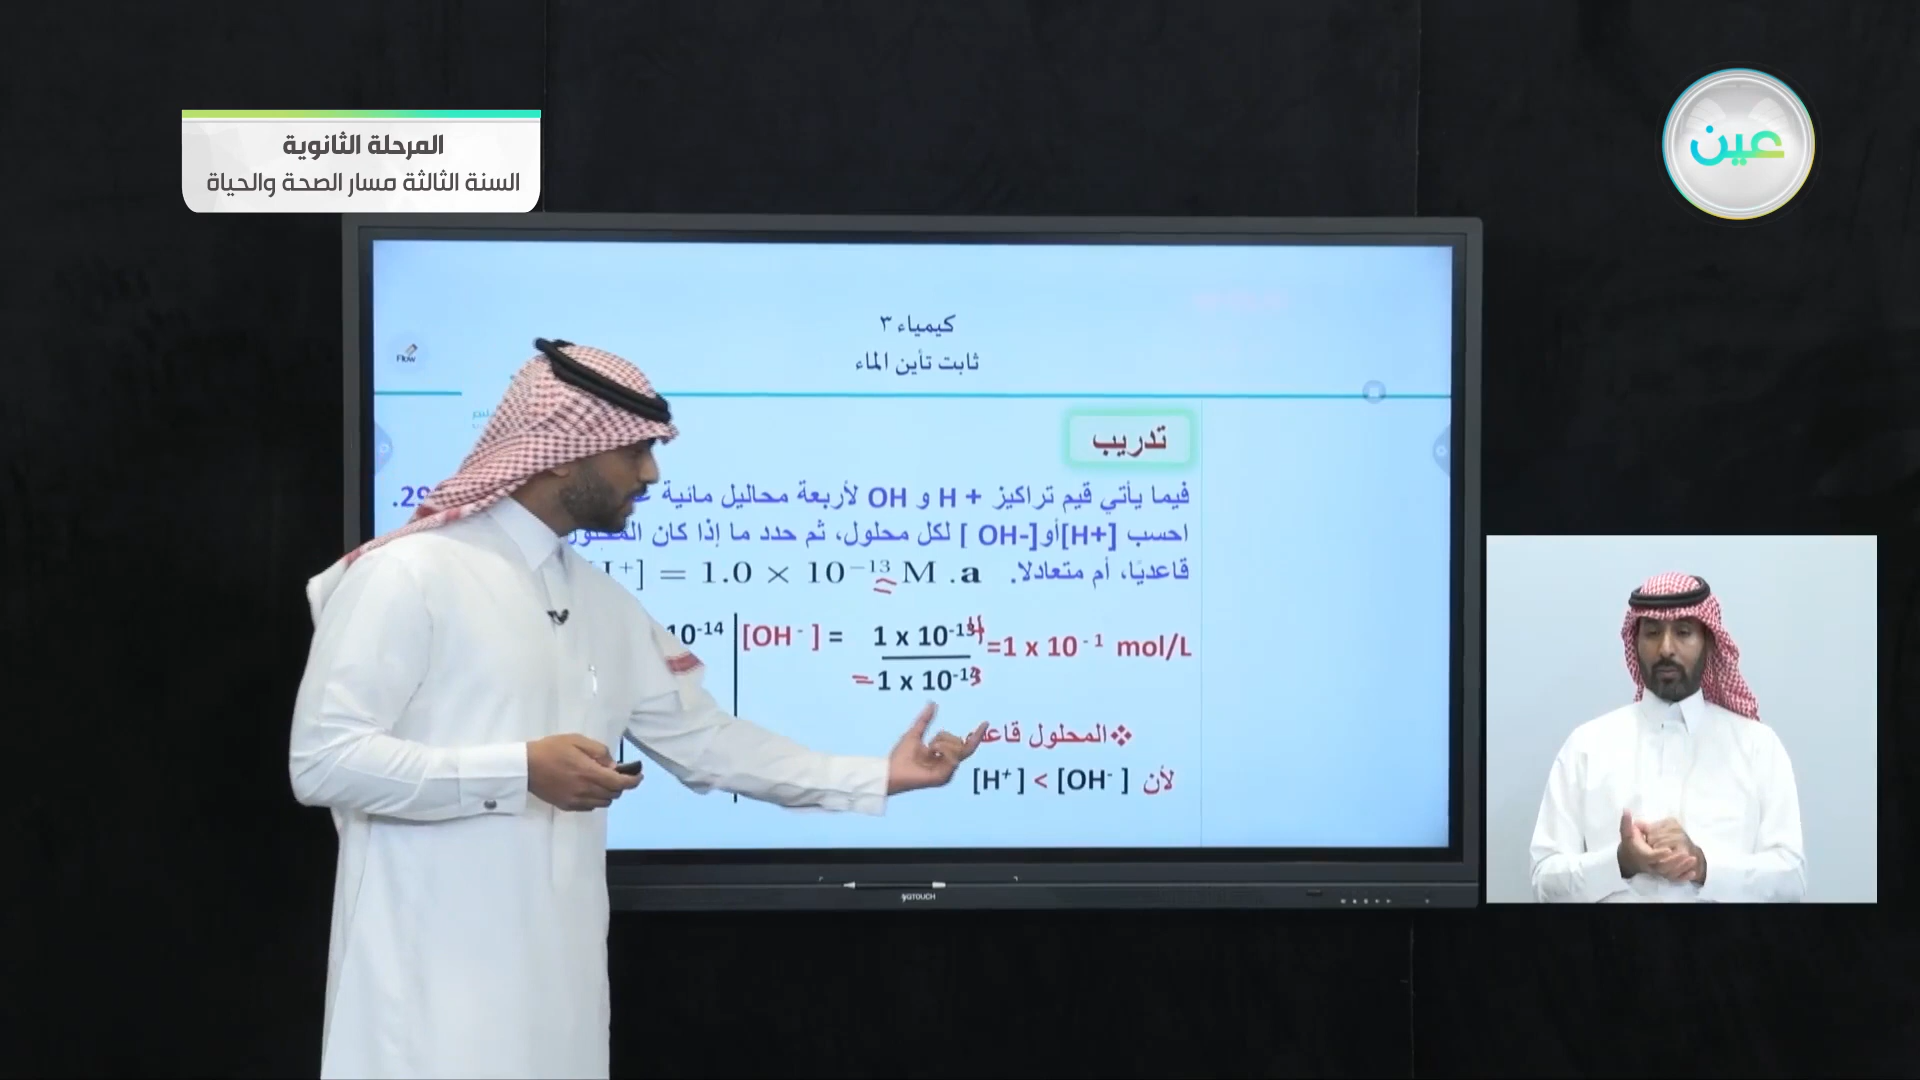 المرحلة الثانوية
السنة الثالثة مسار الصحة والحياة
عين
كيمياء ٣
ثابت تأين الماء
Flow
تدريب
فيما يأتي قيم تراكيز + H و OH لأربعة محاليل مائية
احسب [H+]أو[-OH ] لكل محلول، ثم حدد ما إذا كان المحلول
قاعديًا، أم متعادلا. a. ⁺] = 1.0 × 10⁻¹³ M
10⁻¹⁴
[OH⁻] = 1 x 10⁻¹⁴ =1 x 10⁻¹ mol/L
= 1 x 10⁻¹³
❖المحلول
لأن [H⁺] < [OH⁻]